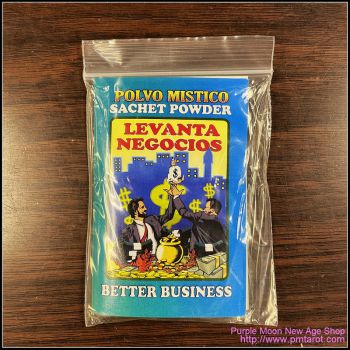 POLVO MISTICO
SACHET POWDER
LEVANTA
NEGOCIOS
$
$
$
$
BETTER BUSINESS
Purple Moon New Age Shop
http://www.pmtarot.com